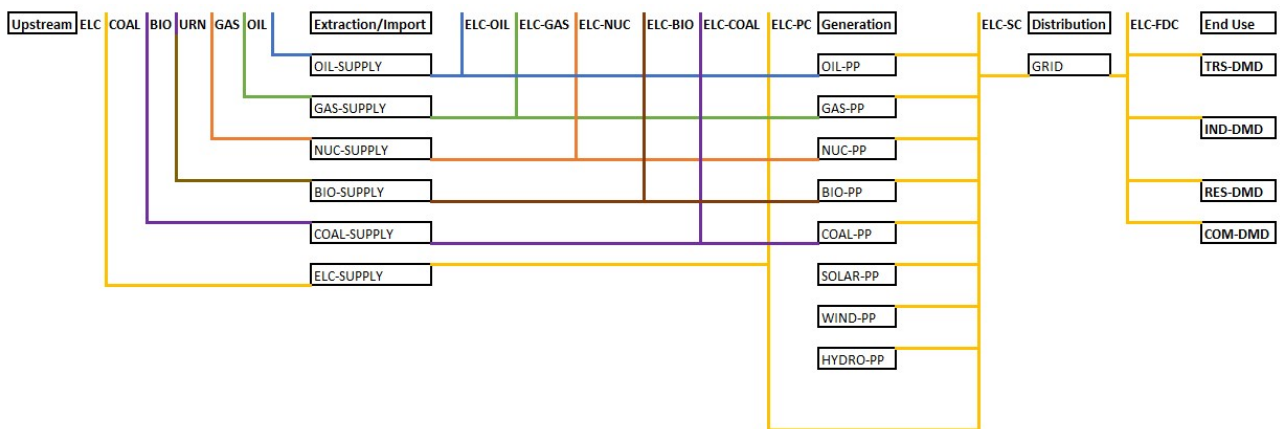 Upstream ELC COAL BIO URN GAS OIL Extraction/Import ELC-OIL ELC-GAS ELC-NUC ELC-BIO ELC-COAL ELC-PC Generation ELC-SC Distribution ELC-FDC End Use
OIL-SUPPLY OIL-PP GRID TRS-DMD
GAS-SUPPLY GAS-PP
IND-DMD
NUC-SUPPLY NUC-PP
BIO-SUPPLY BIO-PP RES-DMD
COAL-SUPPLY COAL-PP COM-DMD
ELC-SUPPLY SOLAR-PP
WIND-PP
HYDRO-PP